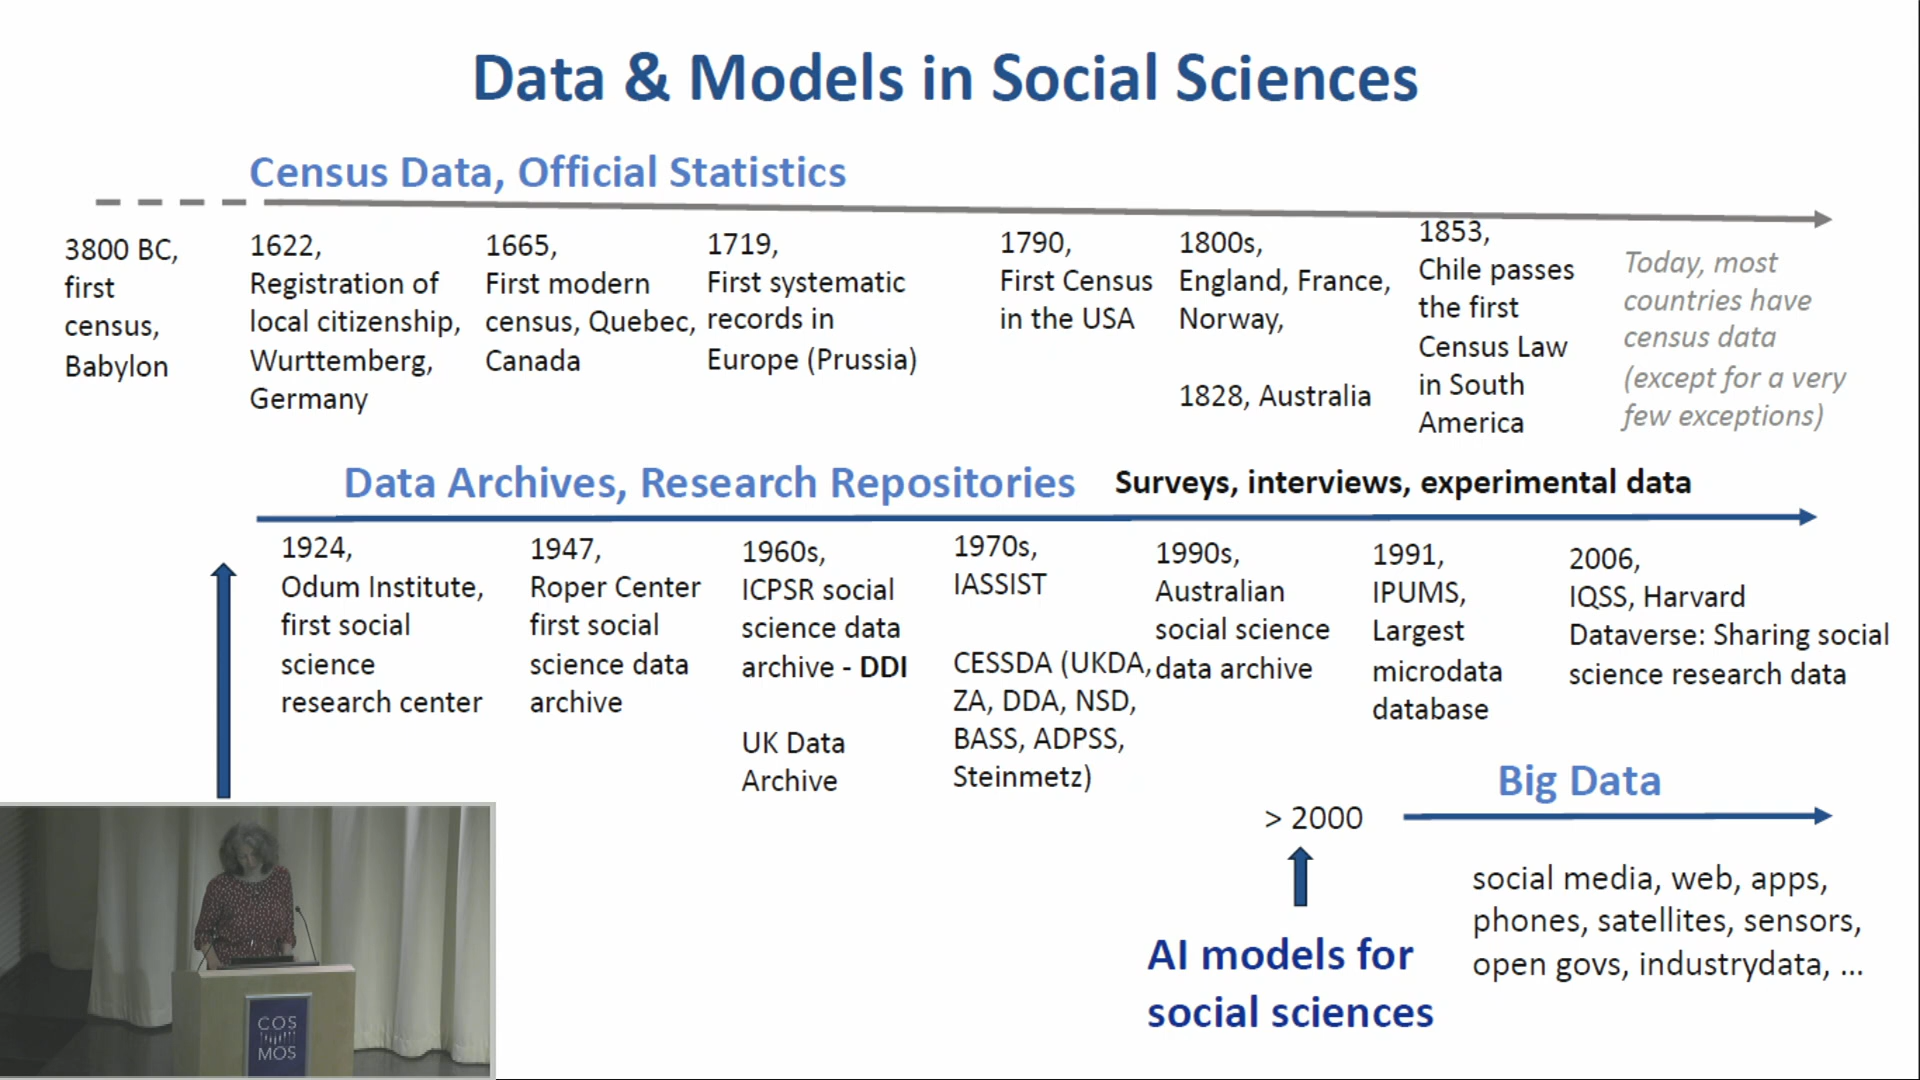 Data & Models in Social Sciences
Census Data, Official Statistics
3800 BC,
first
census,
Babylon
1622,
Registration of
local citizenship,
Wurttemberg,
Germany
1665,
First modern
census, Quebec,
Canada
1719,
First systematic
records in
Europe (Prussia)
1790,
First Census
in the USA
1800s,
England, France,
Norway,
1828, Australia
1853,
Chile passes
the first
Census Law
in South
America
Today, most
countries have
census data
(except for a very
few exceptions)
Data Archives, Research Repositories
Surveys, interviews, experimental data
1924,
Odum Institute,
first social
science
research center
1947,
Roper Center
first social
science data
archive
1960s,
ICPSR social
science data
archive - DDI
UK Data
Archive
1970s,
IASSIST
CESSDA (UKDA,
ZA, DDA, NSD,
BASS, ADPSS,
Steinmetz)
1990s,
Australian
social science
data archive
1991,
IPUMS,
Largest
microdata
database
2006,
IQSS, Harvard
Dataverse: Sharing social
science research data
Big Data
> 2000
social media, web, apps,
phones, satellites, sensors,
open govs, industrydata, ...
AI models for
social sciences
COS
MOS